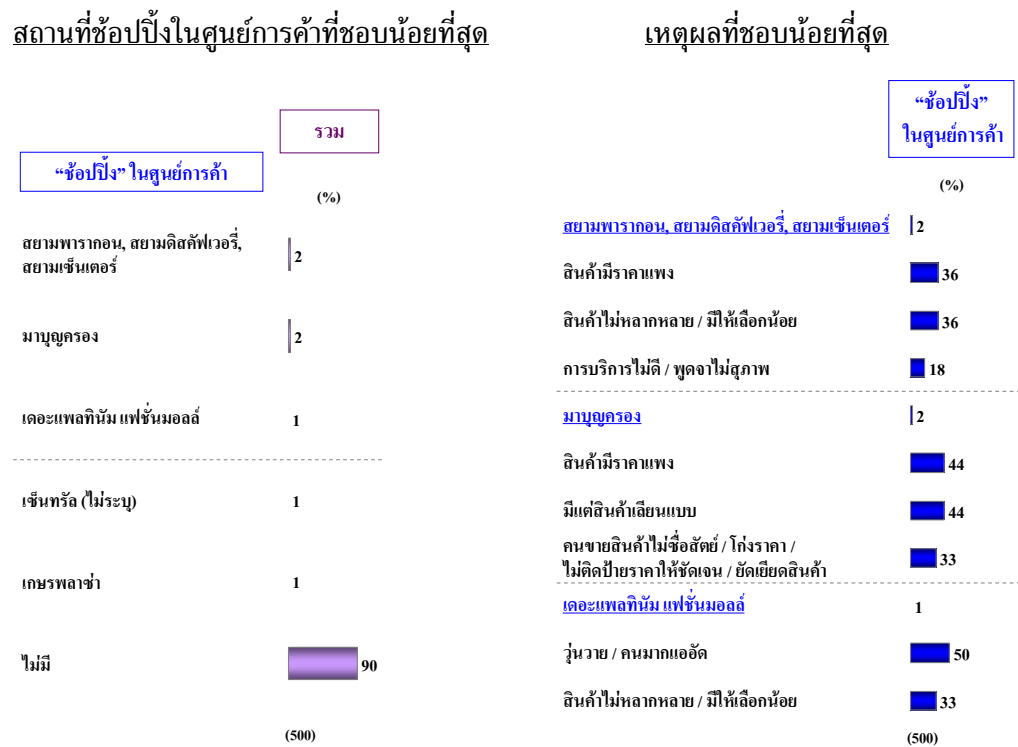 สถานที่ช้อปปิ้งในศูนย์การค้าที่ชอบน้อยที่สุด
รวม
“ช้อปปิ้ง” ในศูนย์การค้า
(%)
สยามพารากอน, สยามดิสคัฟเวอรี่,
สยามเซ็นเตอร์
2
มาบุญครอง
2
เดอะแพลทินัม แฟชั่นมอลล์
1
เซ็นทรัล (ไม่ระบุ)
1
เกษรพลาซ่า
1
ไม่มี
90
(500)
เหตุผลที่ชอบน้อยที่สุด
“ช้อปปิ้ง”
ในศูนย์การค้า
(%)
สยามพารากอน, สยามดิสคัฟเวอรี่, สยามเซ็นเตอร์
2
สินค้ามีราคาแพง
36
สินค้าไม่หลากหลาย / มีให้เลือกน้อย
36
การบริการไม่ดี / พูดจาไม่สุภาพ
18
มาบุญครอง
2
สินค้ามีราคาแพง
44
มีแต่สินค้าเลียนแบบ
44
คนขายสินค้าไม่ซื่อสัตย์ / โก่งราคา /
ไม่ติดป้ายราคาให้ชัดเจน / ยัดเยียดสินค้า
33
เดอะแพลทินัม แฟชั่นมอลล์
1
วุ่นวาย / คนมากแออัด
50
สินค้าไม่หลากหลาย / มีให้เลือกน้อย
33
(500)